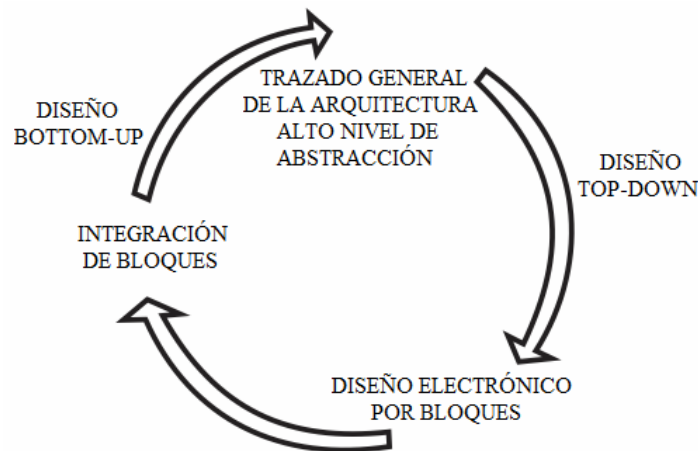 TRAZADO GENERAL
DE LA ARQUITECTURA
ALTO NIVEL DE
ABSTRACCIÓN
DISEÑO
TOP-DOWN
DISEÑO ELECTRÓNICO
POR BLOQUES
INTEGRACIÓN
DE BLOQUES
DISEÑO
BOTTOM-UP